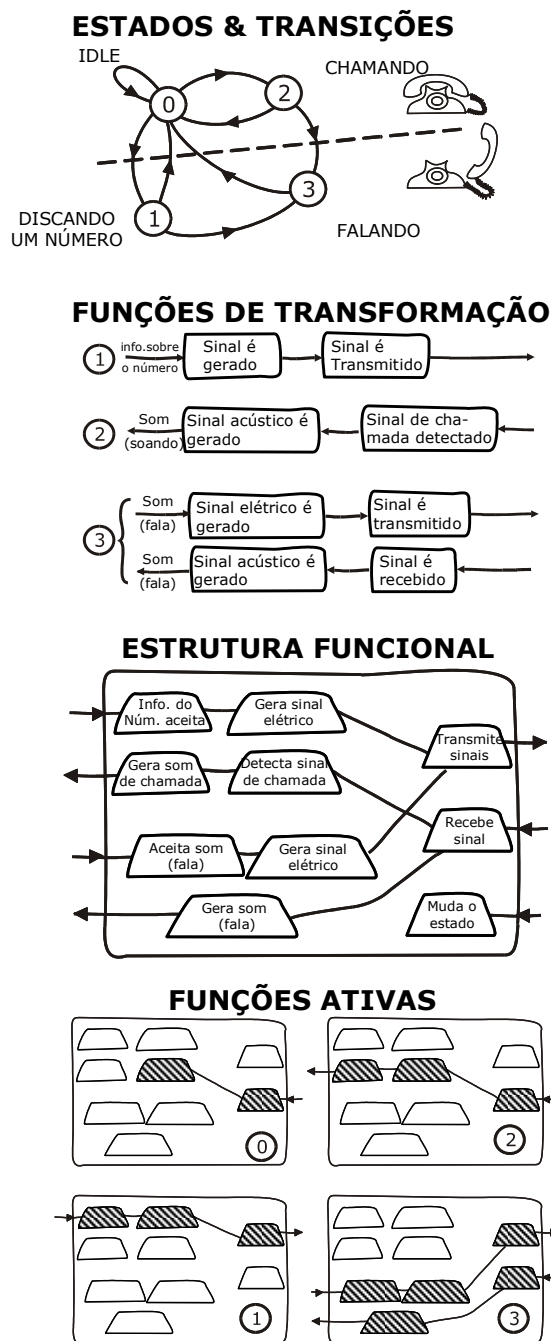 ESTADOS & TRANSIÇÕES
IDLE
CHAMANDO
0
2
1
3
DISCANDO
UM NÚMERO
FALANDO
FUNÇÕES DE TRANSFORMAÇÃO
1
info.sobre
o número
Sinal é
gerado
Sinal é
Transmitido
2
Som
(soando)
Sinal acústico é
gerado
Sinal de cha-
mada detectado
3
Som
(fala)
Sinal elétrico é
gerado
Sinal é
transmitido
Som
(fala)
Sinal acústico é
gerado
Sinal é
recebido
ESTRUTURA FUNCIONAL
Info. do
Núm. aceita
Gera sinal
elétrico
Transmite
sinais
Gera som
de chamada
Detecta sinal
de chamada
Recebe
sinal
Aceita som
(fala)
Gera sinal
elétrico
Gera som
(fala)
Muda o
estado
FUNÇÕES ATIVAS
0
2
1
3